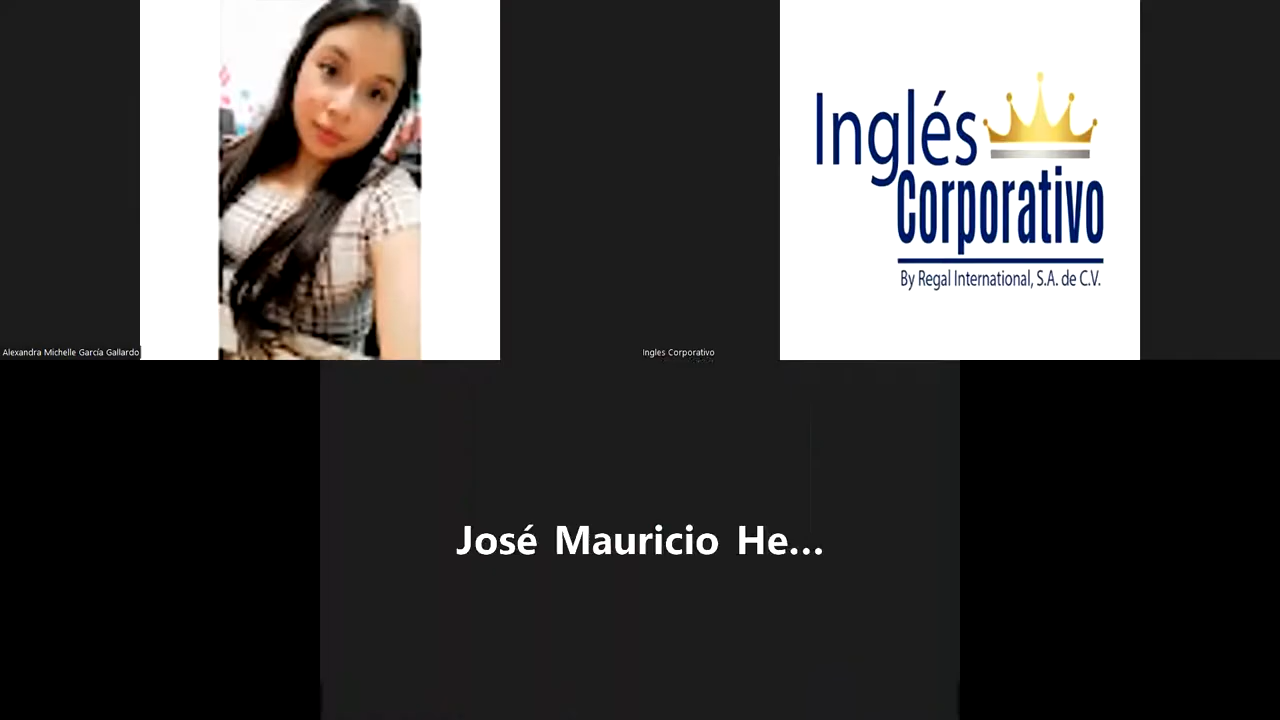 Inglés
Corporativo
By Regal International, S.A. de C.V.
Alexandra Michelle García Gallardo
Ingles Corporativo
José Mauricio He...